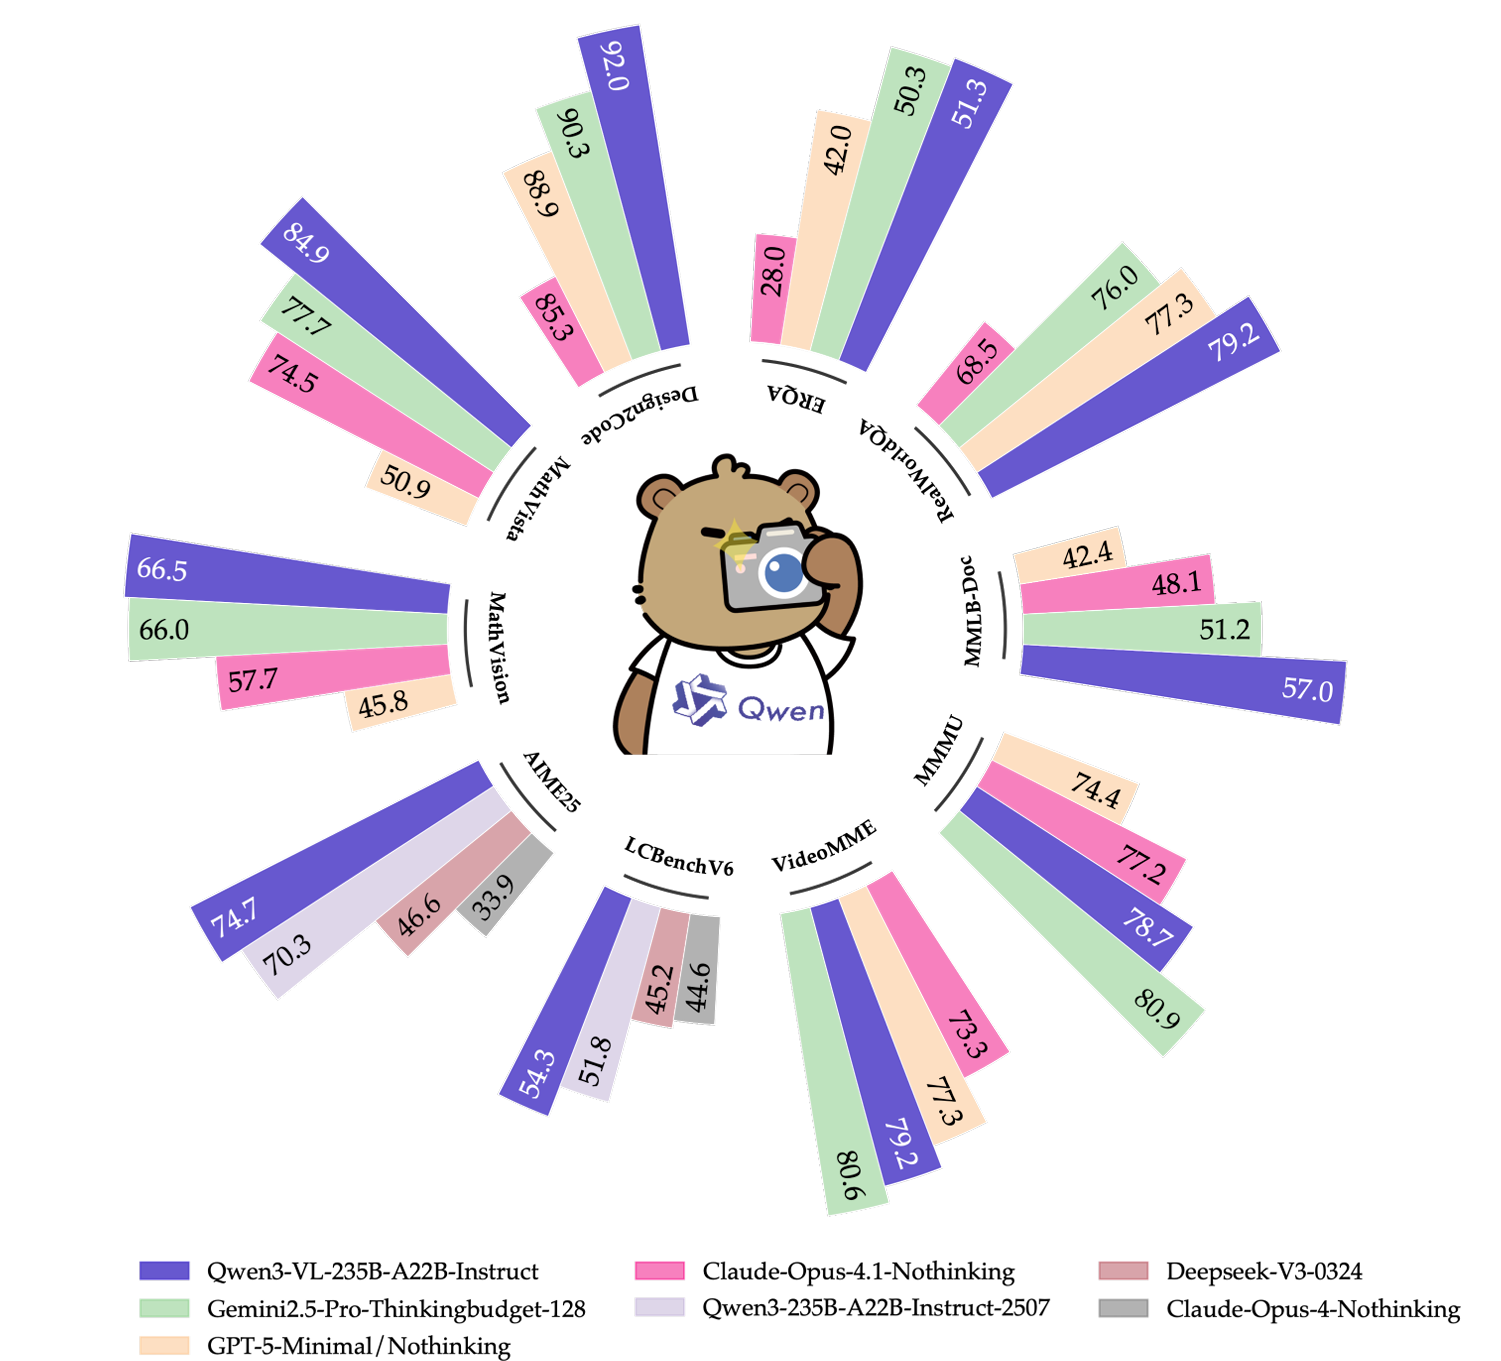 92.0
90.3
88.9
85.3
Design2Code
28.0
42.0
50.3
51.3
ERQA
68.5
76.0
77.3
79.2
RealWorldQA
42.4
48.1
51.2
57.0
MMLB-Doc
74.4
77.2
78.7
80.9
MMMU
73.3
77.3
79.2
80.6
VideoMME
44.6
45.2
51.8
54.3
LCBenchV6
33.9
46.6
70.3
74.7
AIME25
45.8
57.7
66.0
66.5
MathVision
50.9
74.5
77.7
84.9
MathVista
Qwen
Qwen3-VL-235B-A22B-Instruct
Gemini2.5-Pro-Thinkingbudget-128
GPT-5-Minimal/Nothinking
Claude-Opus-4.1-Nothinking
Qwen3-235B-A22B-Instruct-2507
Deepseek-V3-0324
Claude-Opus-4-Nothinking